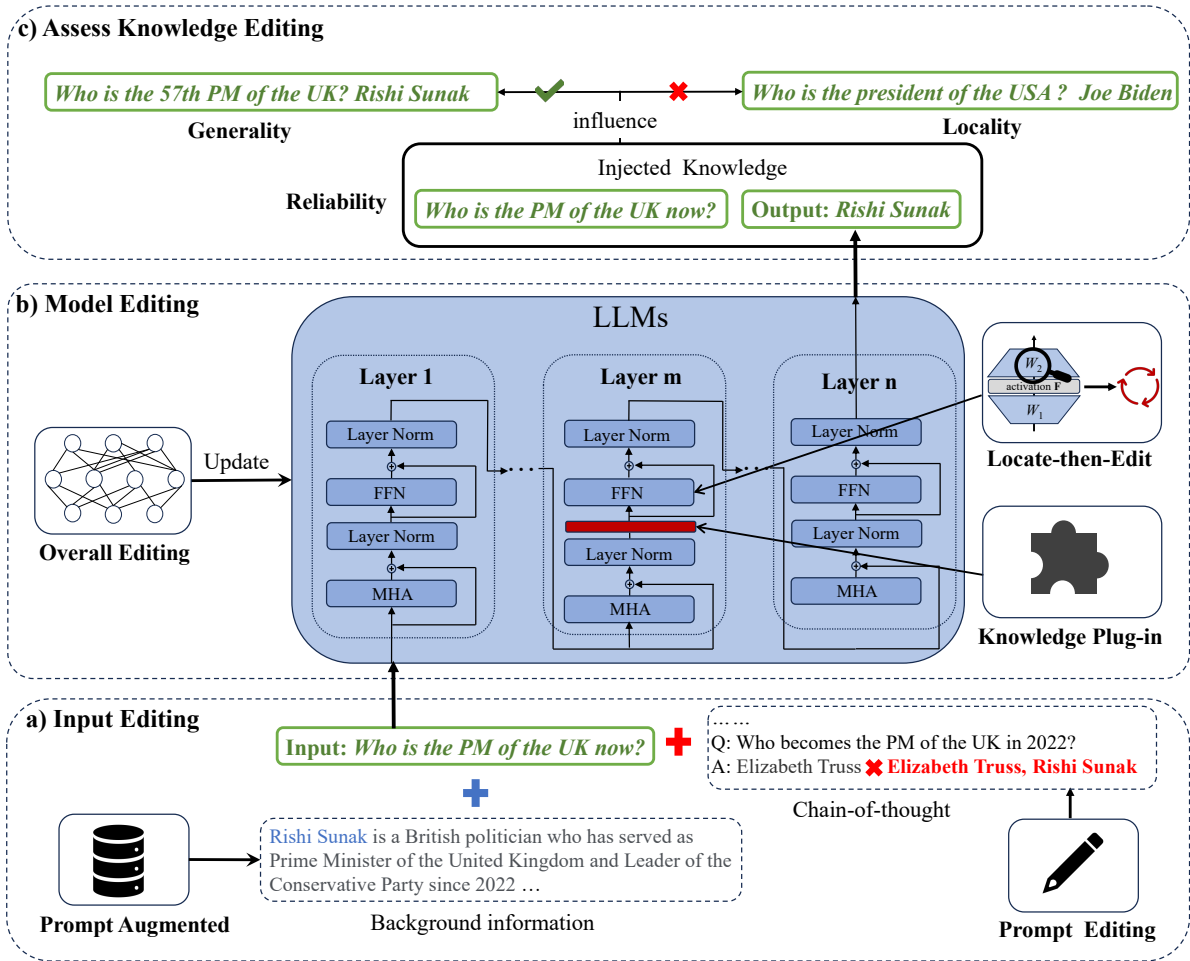 c) Assess Knowledge Editing
Who is the 57th PM of the UK? Rishi Sunak
Who is the president of the USA ? Joe Biden
Generality
influence
Locality
Injected Knowledge
Reliability
Who is the PM of the UK now?
Output: Rishi Sunak
b) Model Editing
LLMs
Layer 1
Layer m
Layer n
Layer Norm
FFN
Layer Norm
MHA
Layer Norm
FFN
Layer Norm
MHA
Layer Norm
FFN
Layer Norm
MHA
...
...
Update
Overall Editing
W2
activation F
W1
Locate-then-Edit
Knowledge Plug-in
a) Input Editing
Input: Who is the PM of the UK now?
... ...
Q: Who becomes the PM of the UK in 2022?
A: Elizabeth Truss Elizabeth Truss, Rishi Sunak
Chain-of-thought
Rishi Sunak is a British politician who has served as
Prime Minister of the United Kingdom and Leader of the
Conservative Party since 2022 ...
Background information
Prompt Augmented
Prompt Editing